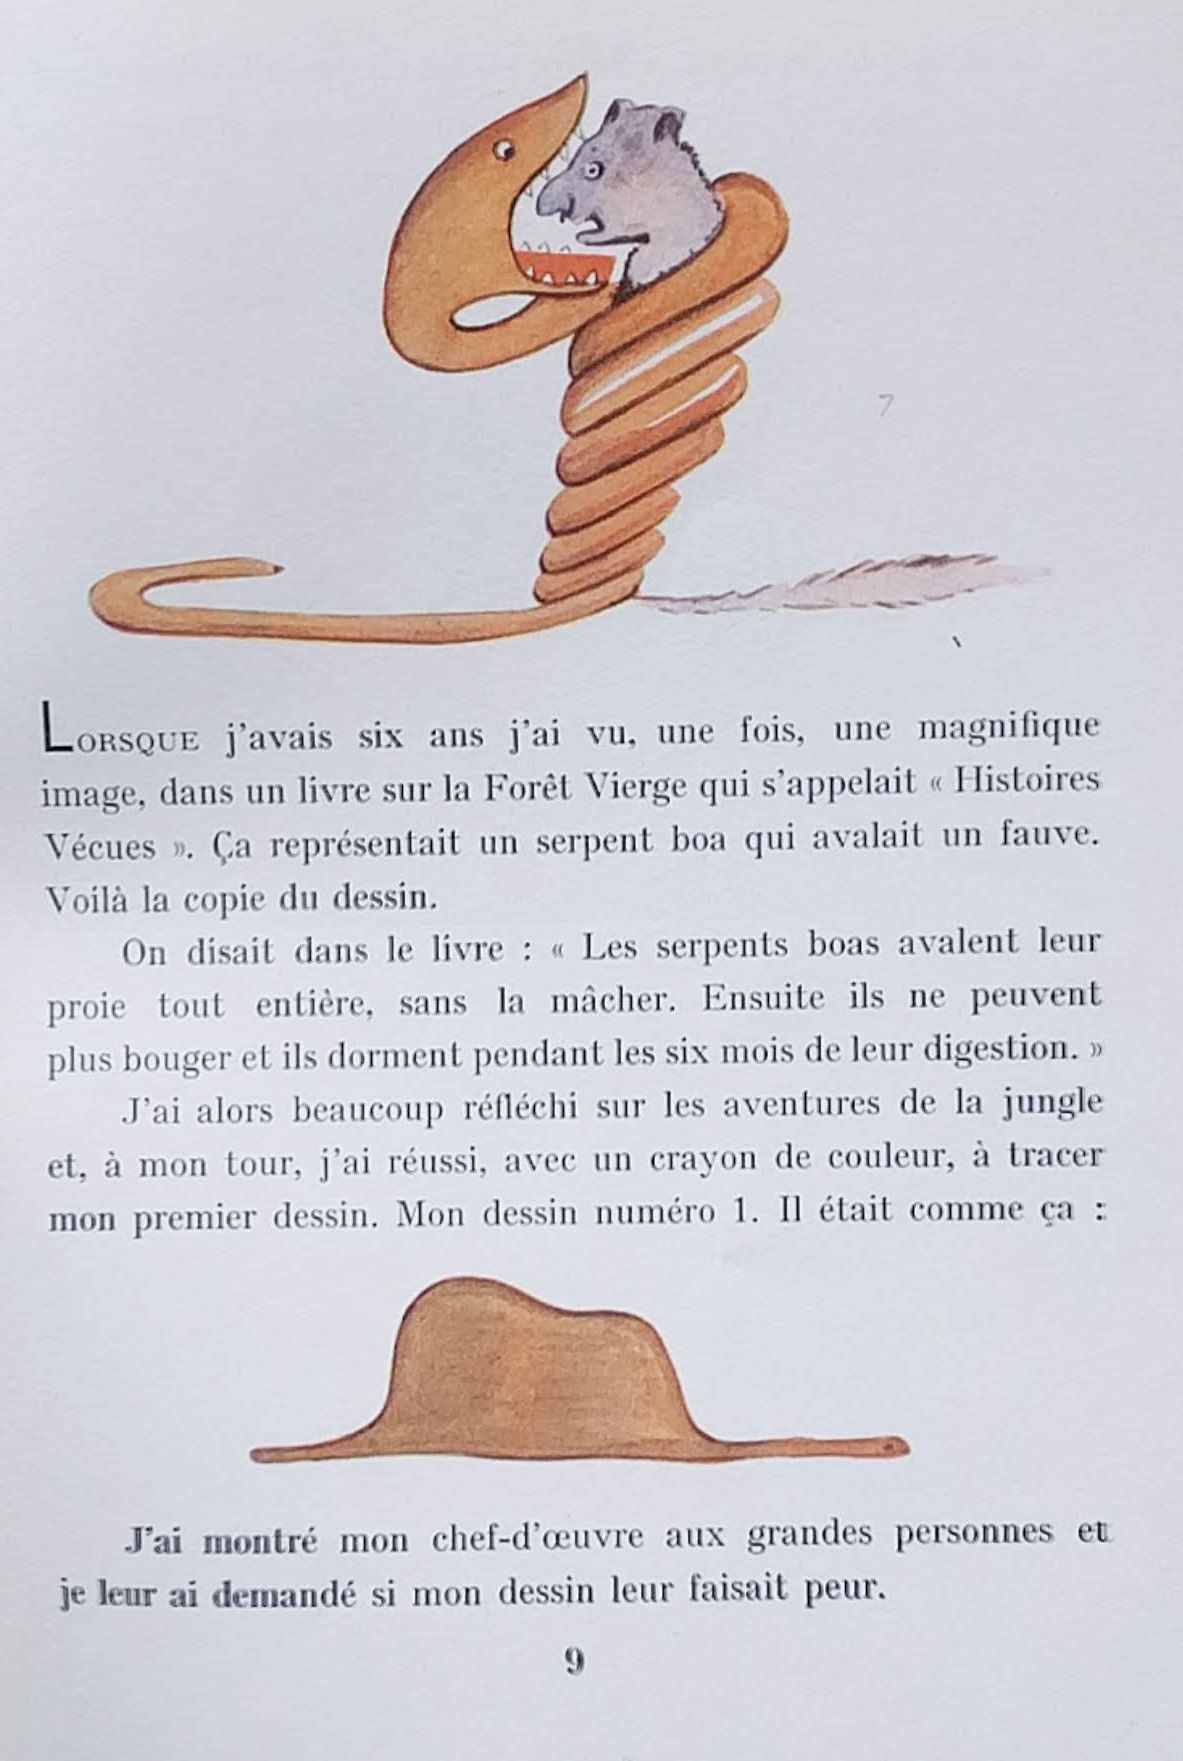 LORSQUE j'avais six ans j'ai vu, une fois, une magnifique
image, dans un livre sur la Forêt Vierge qui s'appelait « Histoires
Vécues ». Ça représentait un serpent boa qui avalait un fauve.
Voilà la copie du dessin.
On disait dans le livre : « Les serpents boas avalent leur
proie tout entière, sans la mâcher. Ensuite ils ne peuvent
plus bouger et ils dorment pendant les six mois de leur digestion. »
J'ai alors beaucoup réfléchi sur les aventures de la jungle
et, à mon tour, j'ai réussi, avec un crayon de couleur, à tracer
mon premier dessin. Mon dessin numéro 1. Il était comme ça :
J'ai montré mon chef-d'œuvre aux grandes personnes et
je leur ai demandé si mon dessin leur faisait peur.
9